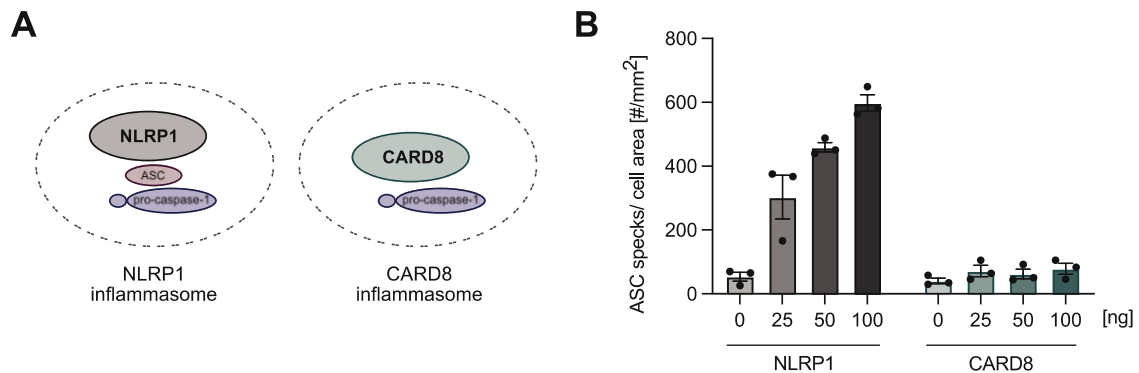 A
NLRP1
ASC
pro-caspase-1
NLRP1
inflammasome
CARD8
pro-caspase-1
CARD8
inflammasome
B
ASC specks/ cell area [#/mm²]
800
600
400
200
0
0 25 50 100 0 25 50 100 [ng]
NLRP1 CARD8